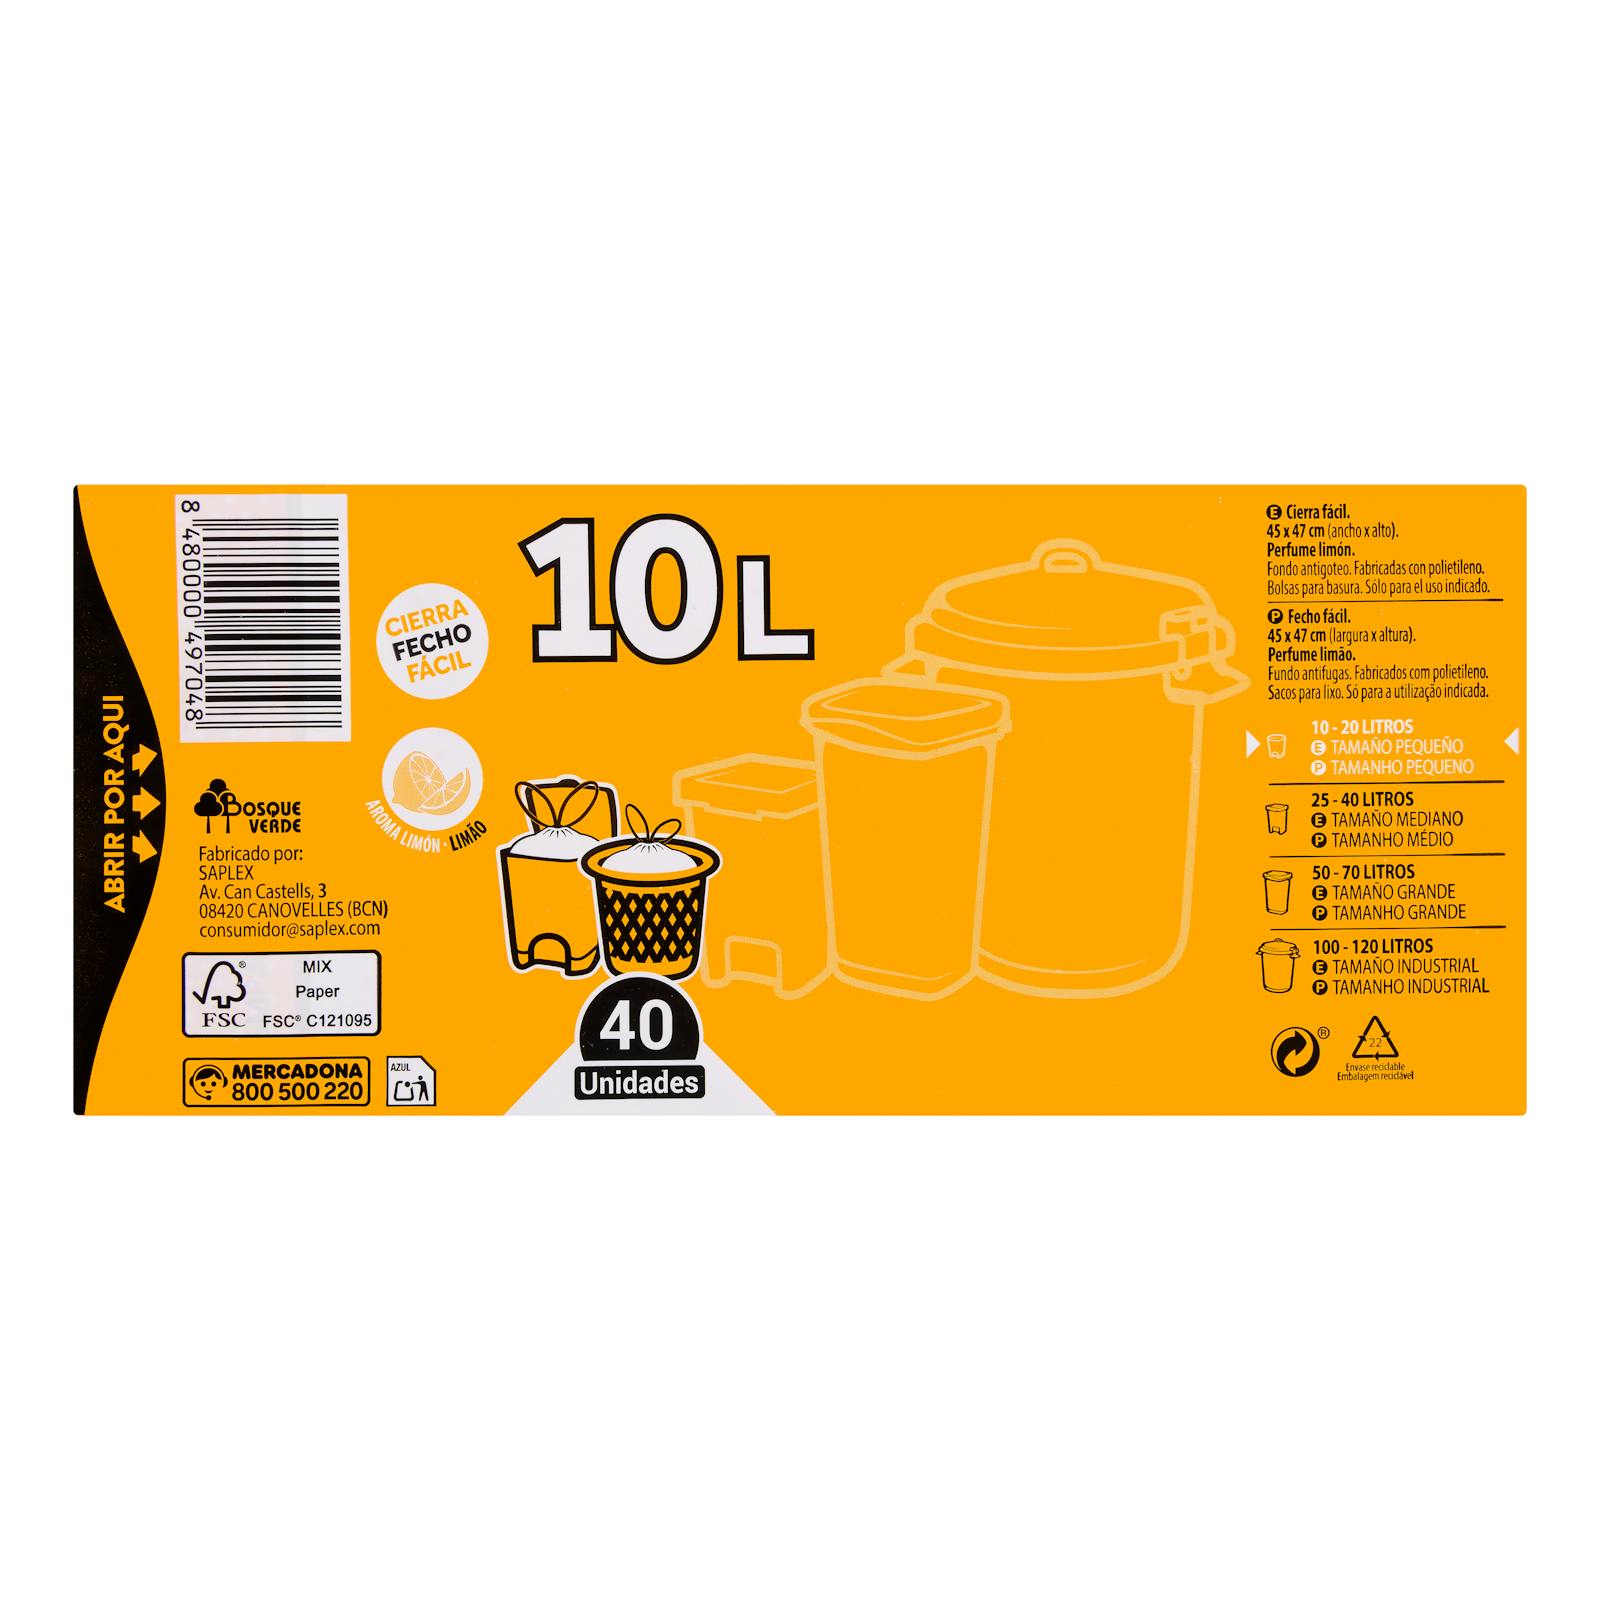 ABRIR POR AQUI
8 480000 497048
CIERRA
FECHO
FÁCIL
AROMA LIMÓN · LIMÃO
10 L
BOSQUE
VERDE
Fabricado por:
SAPLEX
Av. Can Castells, 3
08420 CANOVELLES (BCN)
consumidor@saplex.com
MIX
Paper
FSC® C121095
®
FSC
MERCADONA
800 500 220
AZUL
40
Unidades
E Cierra fácil.
45 x 47 cm (ancho x alto).
Perfume limón.
Fondo antigoteo. Fabricadas con polietileno.
Bolsas para basura. Sólo para el uso indicado.
P Fecho fácil.
45 x 47 cm (largura x altura).
Perfume limão.
Fundo antifugas. Fabricados com polietileno.
Sacos para lixo. Só para a utilização indicada.
10 - 20 LITROS
E TAMAÑO PEQUEÑO
P TAMANHO PEQUENO
25 - 40 LITROS
E TAMAÑO MEDIANO
P TAMANHO MÉDIO
50 - 70 LITROS
E TAMAÑO GRANDE
P TAMANHO GRANDE
100 - 120 LITROS
E TAMAÑO INDUSTRIAL
P TAMANHO INDUSTRIAL
®
22
Envase reciclable
Embalagem reciclável